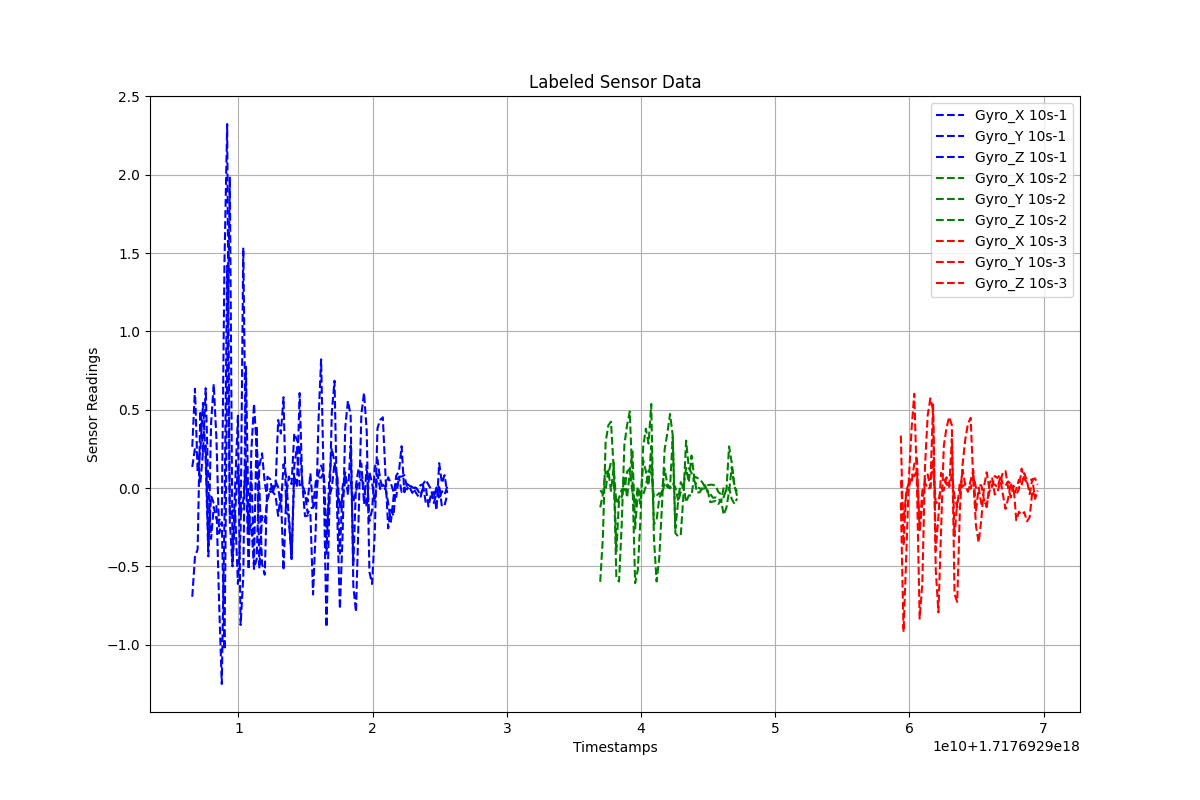 Labeled Sensor Data
2.5
2.0
1.5
1.0
0.5
0.0
−0.5
−1.0
Sensor Readings
Gyro_X 10s-1
Gyro_Y 10s-1
Gyro_Z 10s-1
Gyro_X 10s-2
Gyro_Y 10s-2
Gyro_Z 10s-2
Gyro_X 10s-3
Gyro_Y 10s-3
Gyro_Z 10s-3
1 2 3 4 5 6 7
Timestamps
1e10+1.7176929e18